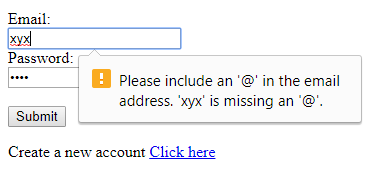 Email:
xyx
Password:
••••
Please include an '@' in the email
address. 'xyx' is missing an '@'.
Submit
Create a new account Click here